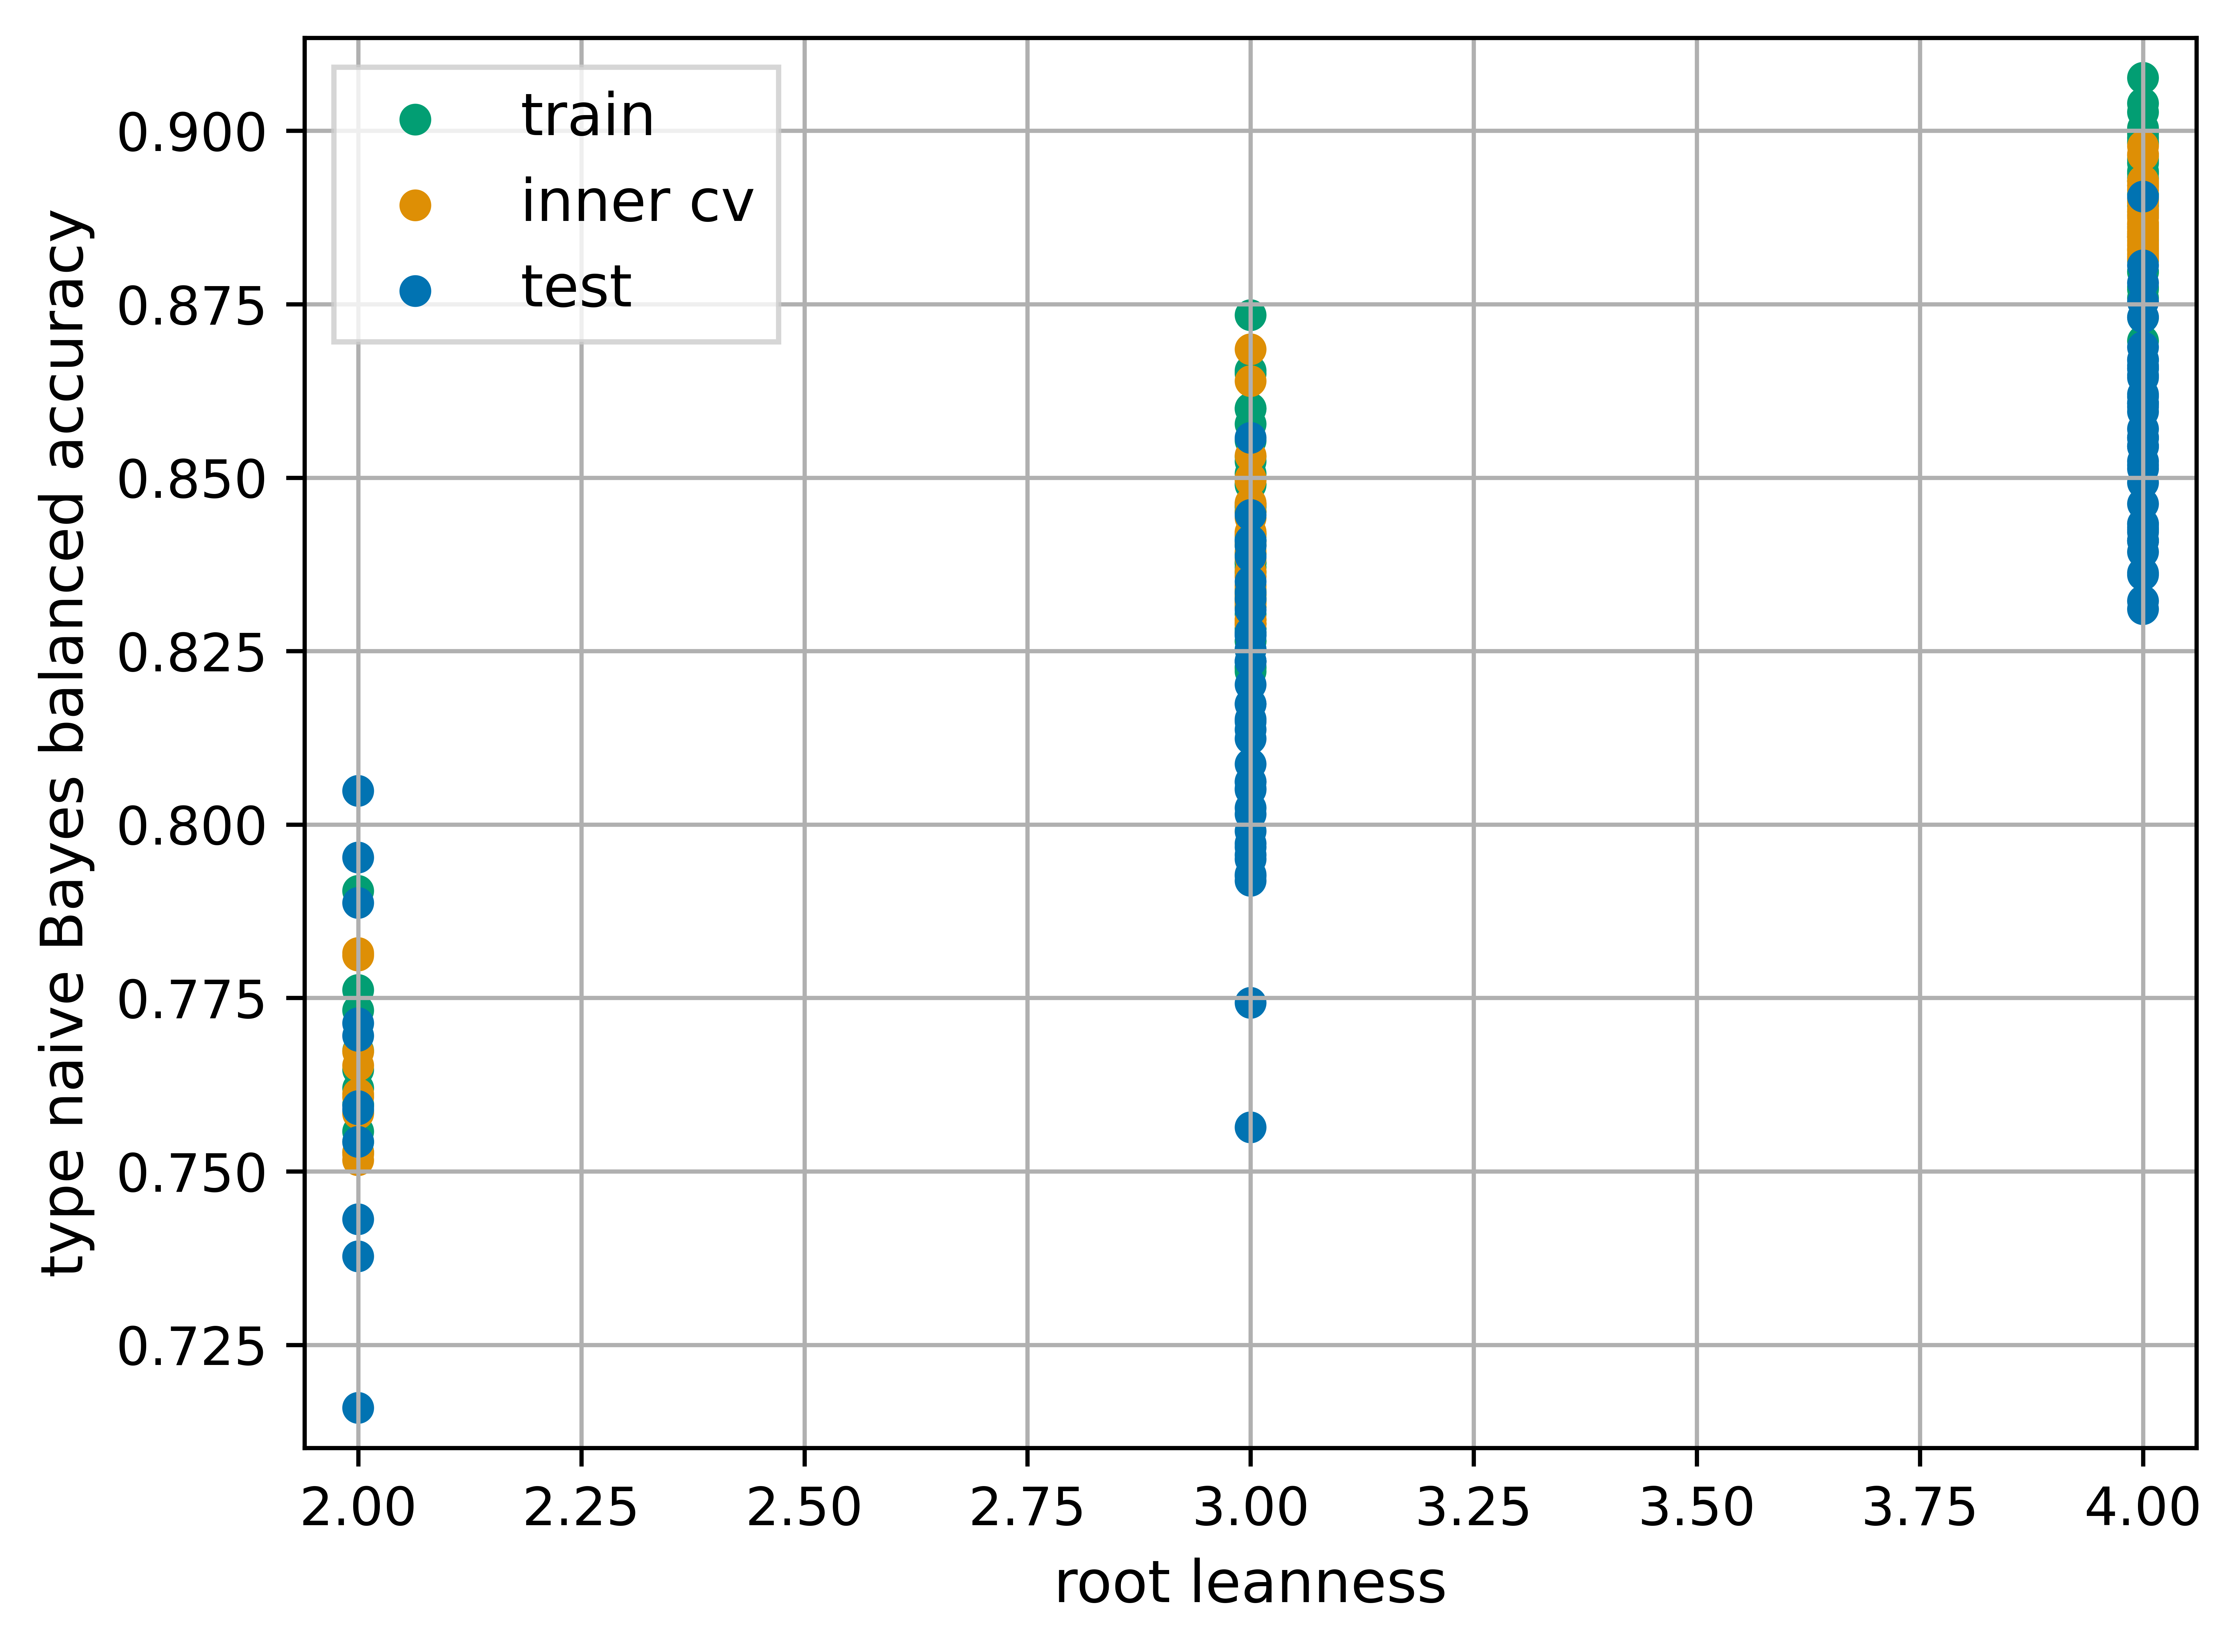 type naive Bayes balanced accuracy
0.900
0.875
0.850
0.825
0.800
0.775
0.750
0.725
train
inner cv
test
2.00 2.25 2.50 2.75 3.00 3.25 3.50 3.75 4.00
root leanness